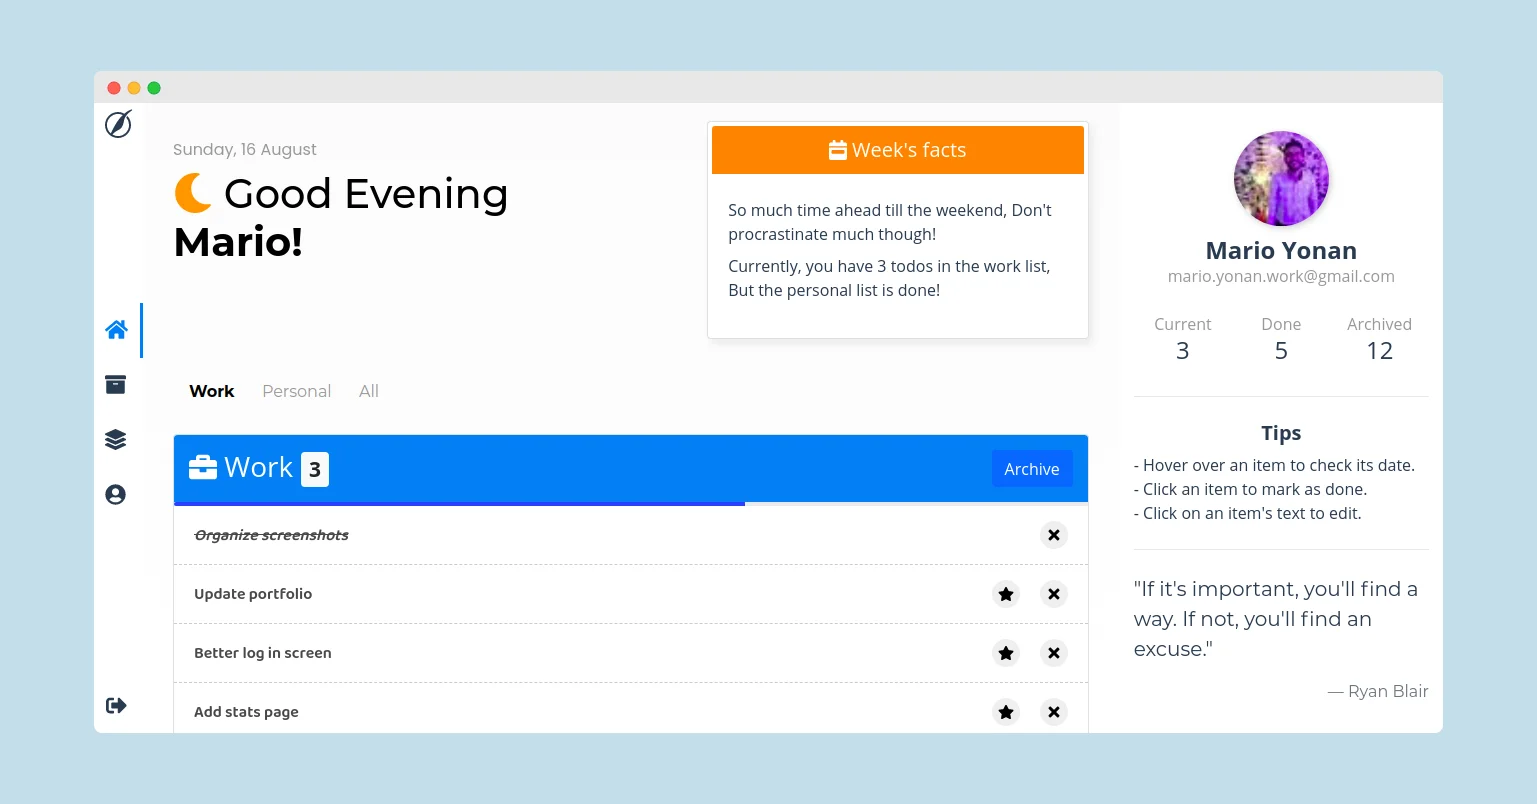 Sunday, 16 August
Good Evening
Mario!
Week's facts
So much time ahead till the weekend, Don't
procrastinate much though!
Currently, you have 3 todos in the work list,
But the personal list is done!
Work
Personal
All
Work 3
Archive
Organize screenshots
Update portfolio
Better log in screen
Add stats page
Mario Yonan
mario.yonan.work@gmail.com
Current
Done
Archived
3
5
12
Tips
- Hover over an item to check its date.
- Click an item to mark as done.
- Click on an item's text to edit.
"If it's important, you'll find a
way. If not, you'll find an
excuse."
— Ryan Blair